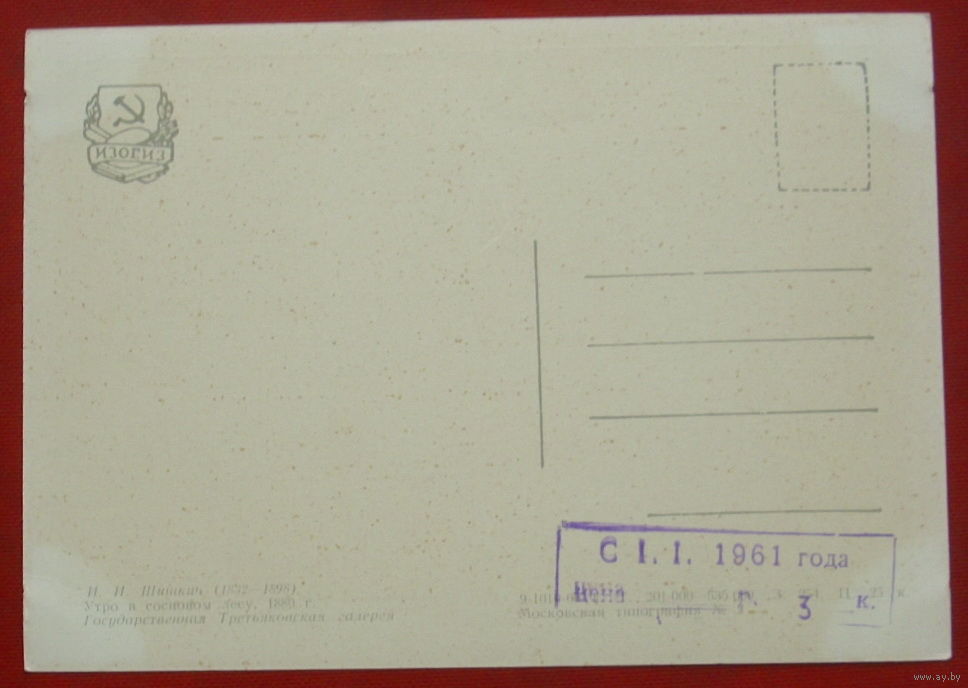 ИЗОГИЗ
И. И. Шишкин (1832—1898)
Утро в сосновом лесу, 1889 г.
Государственная Третьяковская галерея
Московская типография №
С I. I. 1961 года
Цена г. 3 к.
www.ay.by